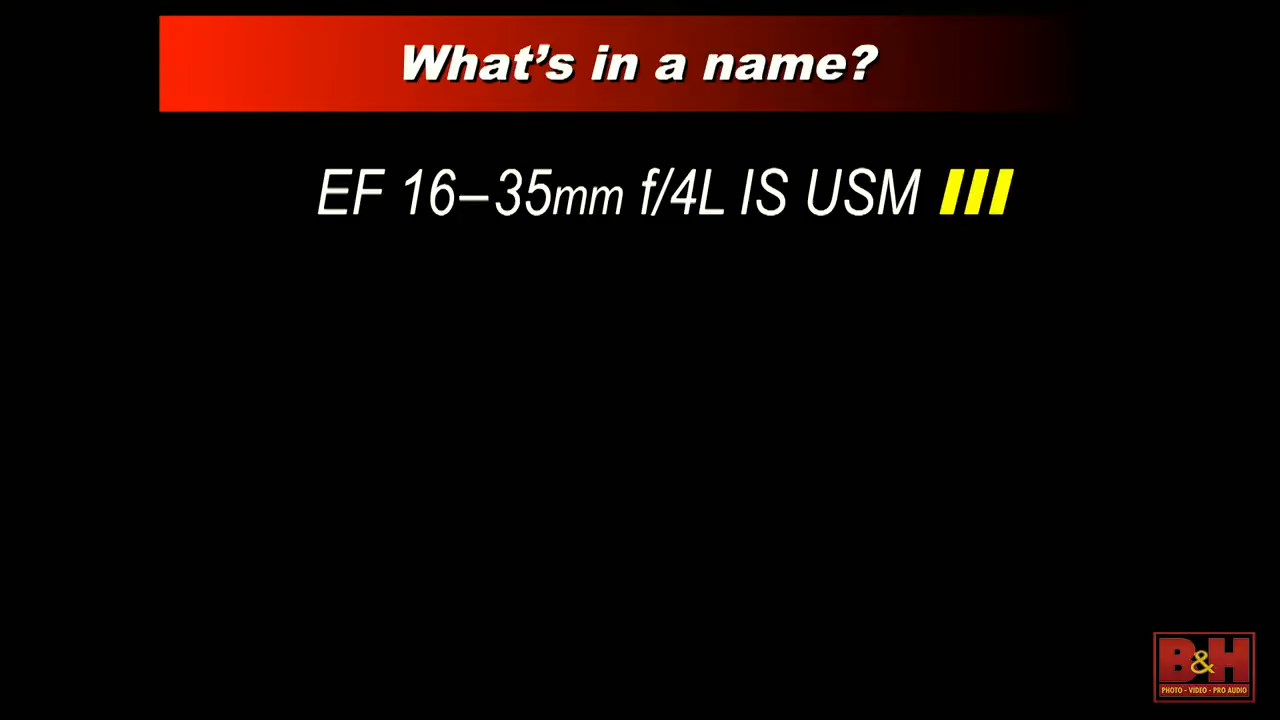 What's in a name?
EF 16–35mm f/4L IS USM III
B&H
PHOTO - VIDEO - PRO AUDIO